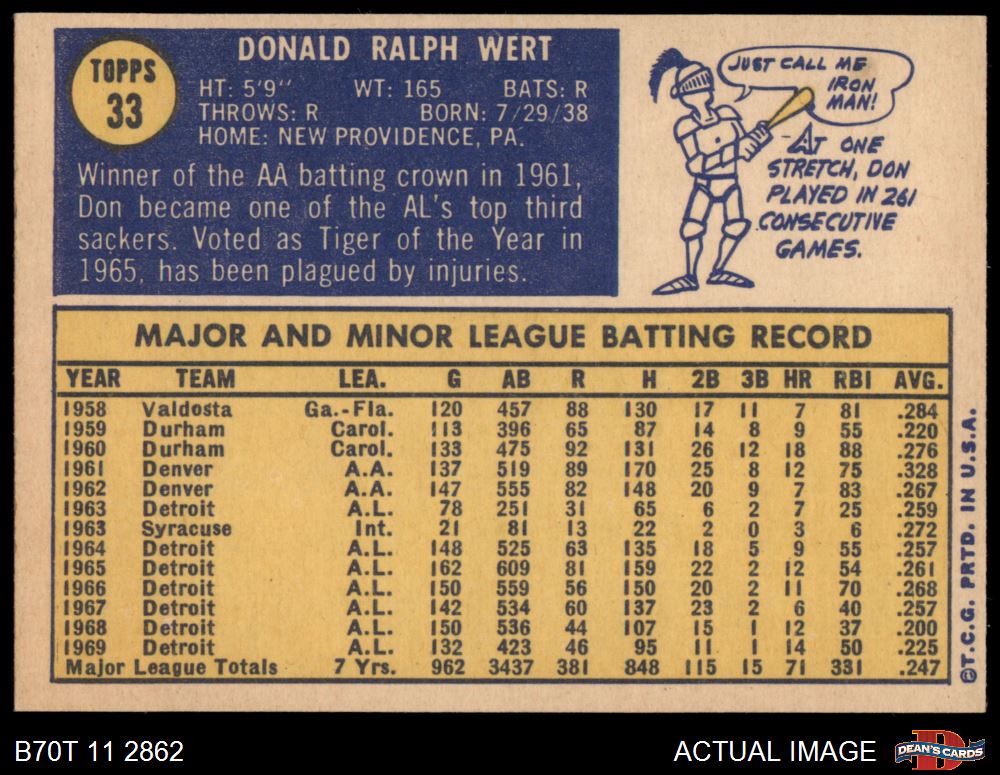 TOPPS
33
DONALD RALPH WERT
HT: 5'9" WT: 165 BATS: R
THROWS: R BORN: 7/29/38
HOME: NEW PROVIDENCE, PA.
Winner of the AA batting crown in 1961,
Don became one of the AL's top third
sackers. Voted as Tiger of the Year in
1965, has been plagued by injuries.
JUST CALL ME
IRON
MAN!
AT ONE
STRETCH, DON
PLAYED IN 261
CONSECUTIVE
GAMES.
MAJOR AND MINOR LEAGUE BATTING RECORD
YEAR TEAM LEA. G AB R H 2B 3B HR RBI AVG.
1958 Valdosta Ga.-Fla. 120 457 88 130 17 11 7 81 .284
1959 Durham Carol. 113 396 65 87 14 8 9 55 .220
1960 Durham Carol. 133 475 92 131 26 12 18 88 .276
1961 Denver A.A. 137 519 89 170 25 8 12 75 .328
1962 Denver A.A. 147 555 82 148 20 9 7 83 .267
1963 Detroit A.L. 78 251 31 65 6 2 7 25 .259
1963 Syracuse Int. 21 81 13 22 2 0 3 6 .272
1964 Detroit A.L. 148 525 63 135 18 5 9 55 .257
1965 Detroit A.L. 162 609 81 159 22 2 12 54 .261
1966 Detroit A.L. 150 559 56 150 20 2 11 70 .268
1967 Detroit A.L. 142 534 60 137 23 2 6 40 .257
1968 Detroit A.L. 150 536 44 107 15 1 12 37 .200
1969 Detroit A.L. 132 423 46 95 11 1 14 50 .225
Major League Totals 7 Yrs. 962 3437 381 848 115 15 71 331 .247
©T.C.G. PRTD. IN U.S.A.
B70T 11 2862
ACTUAL IMAGE
D
DEAN'S CARDS